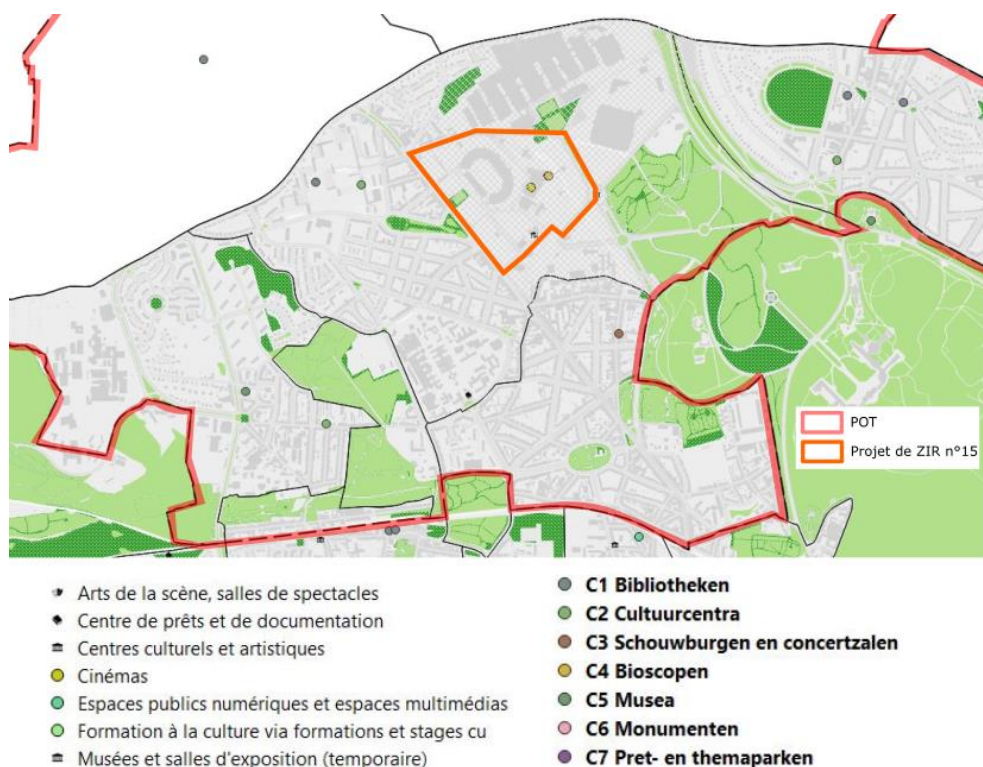 POT
Projet de ZIR n°15
Arts de la scène, salles de spectacles
Centre de prêts et de documentation
Centres culturels et artistiques
Cinémas
Espaces publics numériques et espaces multimédias
Formation à la culture via formations et stages cu
Musées et salles d'exposition (temporaire)
C1 Bibliotheken
C2 Cultuurcentra
C3 Schouwburgen en concertzalen
C4 Bioscopen
C5 Musea
C6 Monumenten
C7 Pret- en themaparken